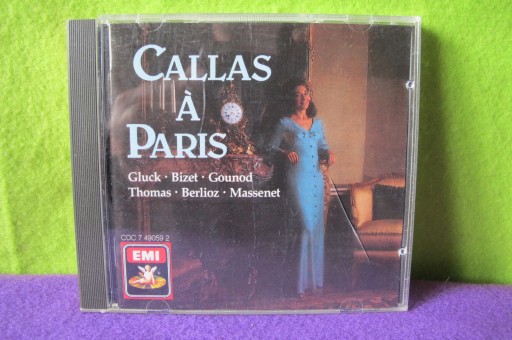 CALLAS
À
PARIS
Gluck · Bizet · Gounod
Thomas · Berlioz · Massenet
CDC 7 49059 2
EMI